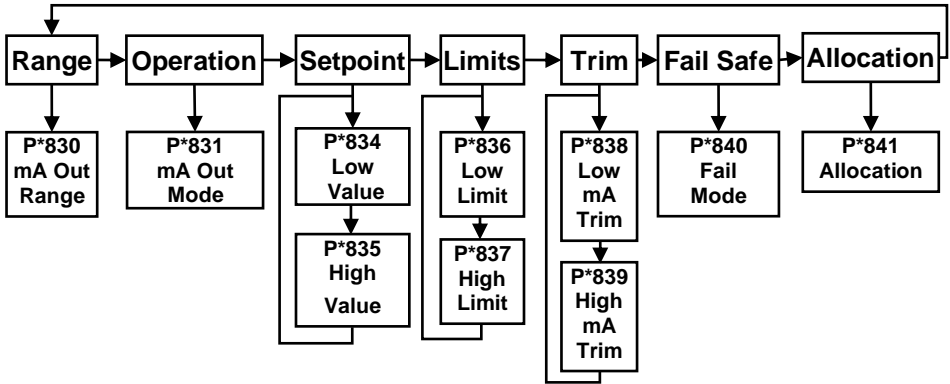 Range
Operation
Setpoint
Limits
Trim
Fail Safe
Allocation
P*830
mA Out
Range
P*831
mA Out
Mode
P*834
Low
Value
P*835
High
Value
P*836
Low
Limit
P*837
High
Limit
P*838
Low
mA
Trim
P*839
High
mA
Trim
P*840
Fail
Mode
P*841
Allocation